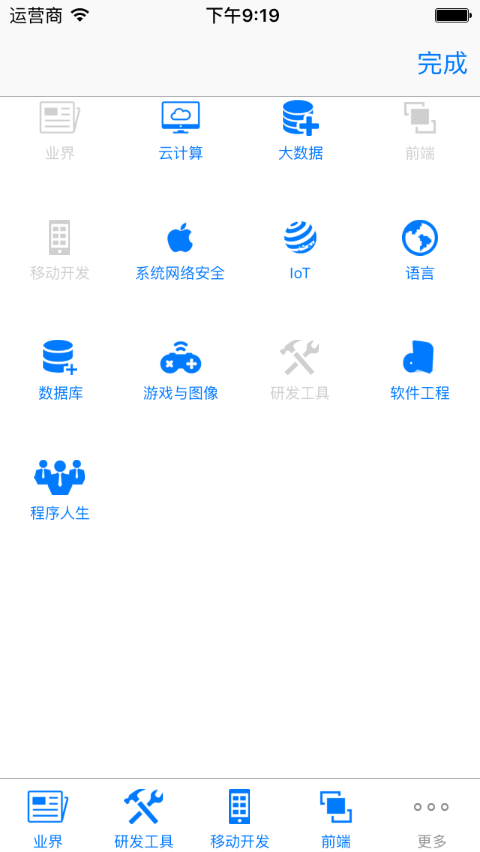 运营商 下午9:19
完成
业界 云计算 大数据 前端
移动开发 系统网络安全 IoT 语言
数据库 游戏与图像 研发工具 软件工程
程序人生
业界 研发工具 移动开发 前端 更多